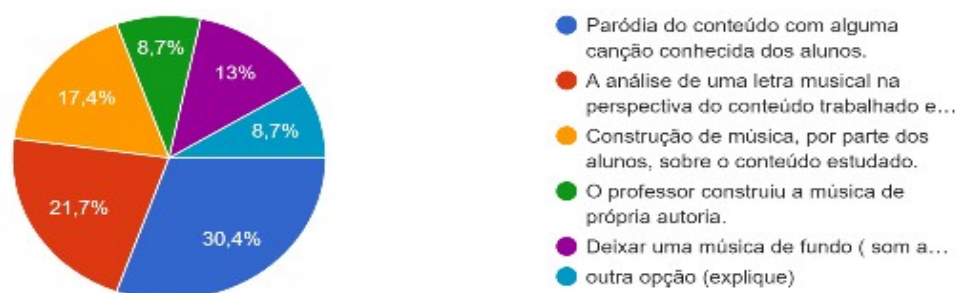 8,7%
13%
17,4%
8,7%
21,7%
30,4%
Paródia do conteúdo com alguma
canção conhecida dos alunos.
A análise de uma letra musical na
perspectiva do conteúdo trabalhado e…
Construção de música, por parte dos
alunos, sobre o conteúdo estudado.
O professor construiu a música de
própria autoria.
Deixar uma música de fundo ( som a…
outra opção (explique)